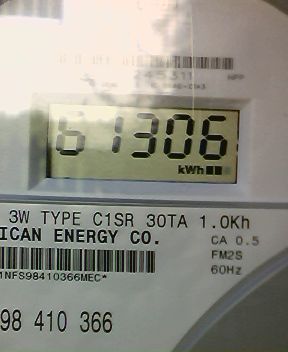 61306
kWh
3W TYPE C1SR 30TA 1.0Kh
ICAN ENERGY CO.
CA 0.5
FM2S
60Hz
1NFS98410366MEC*
98 410 366